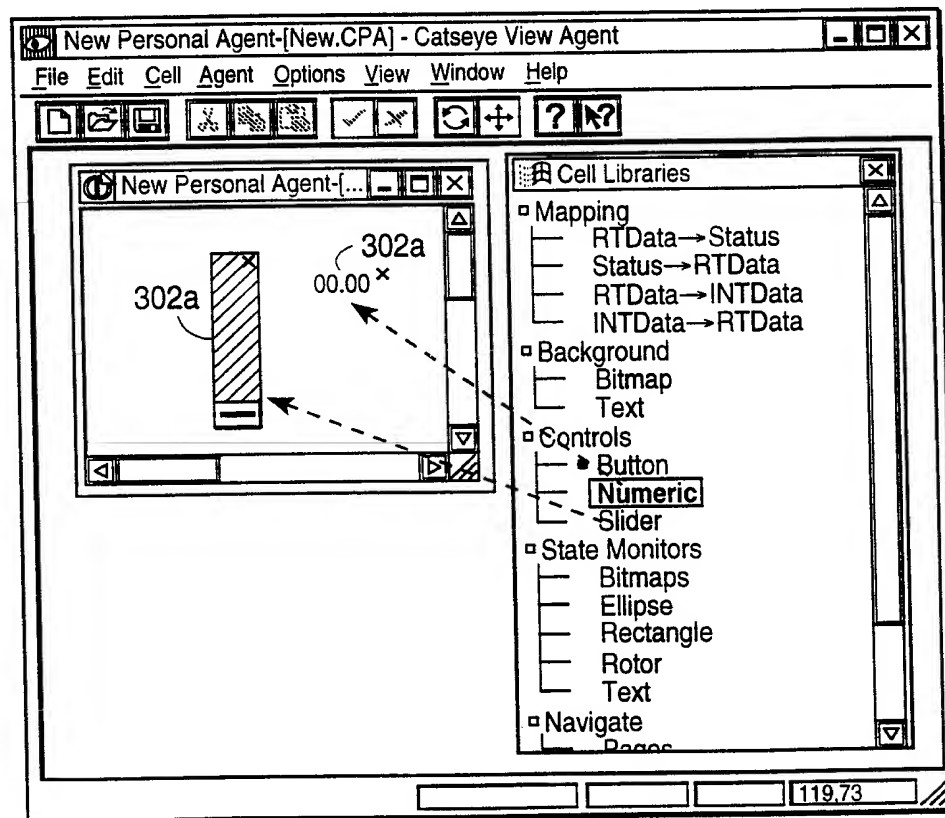 New Personal Agent-[New.CPA] - Catseye View Agent
File Edit Cell Agent Options View Window Help
? ?
New Personal Agent-[...
302a
00.00
302a
Cell Libraries
Mapping
RTData→Status
Status→RTData
RTData→INTData
INTData→RTData
Background
Bitmap
Text
Controls
Button
Numeric
Slider
State Monitors
Bitmaps
Ellipse
Rectangle
Rotor
Text
Navigate
Pages
119,73